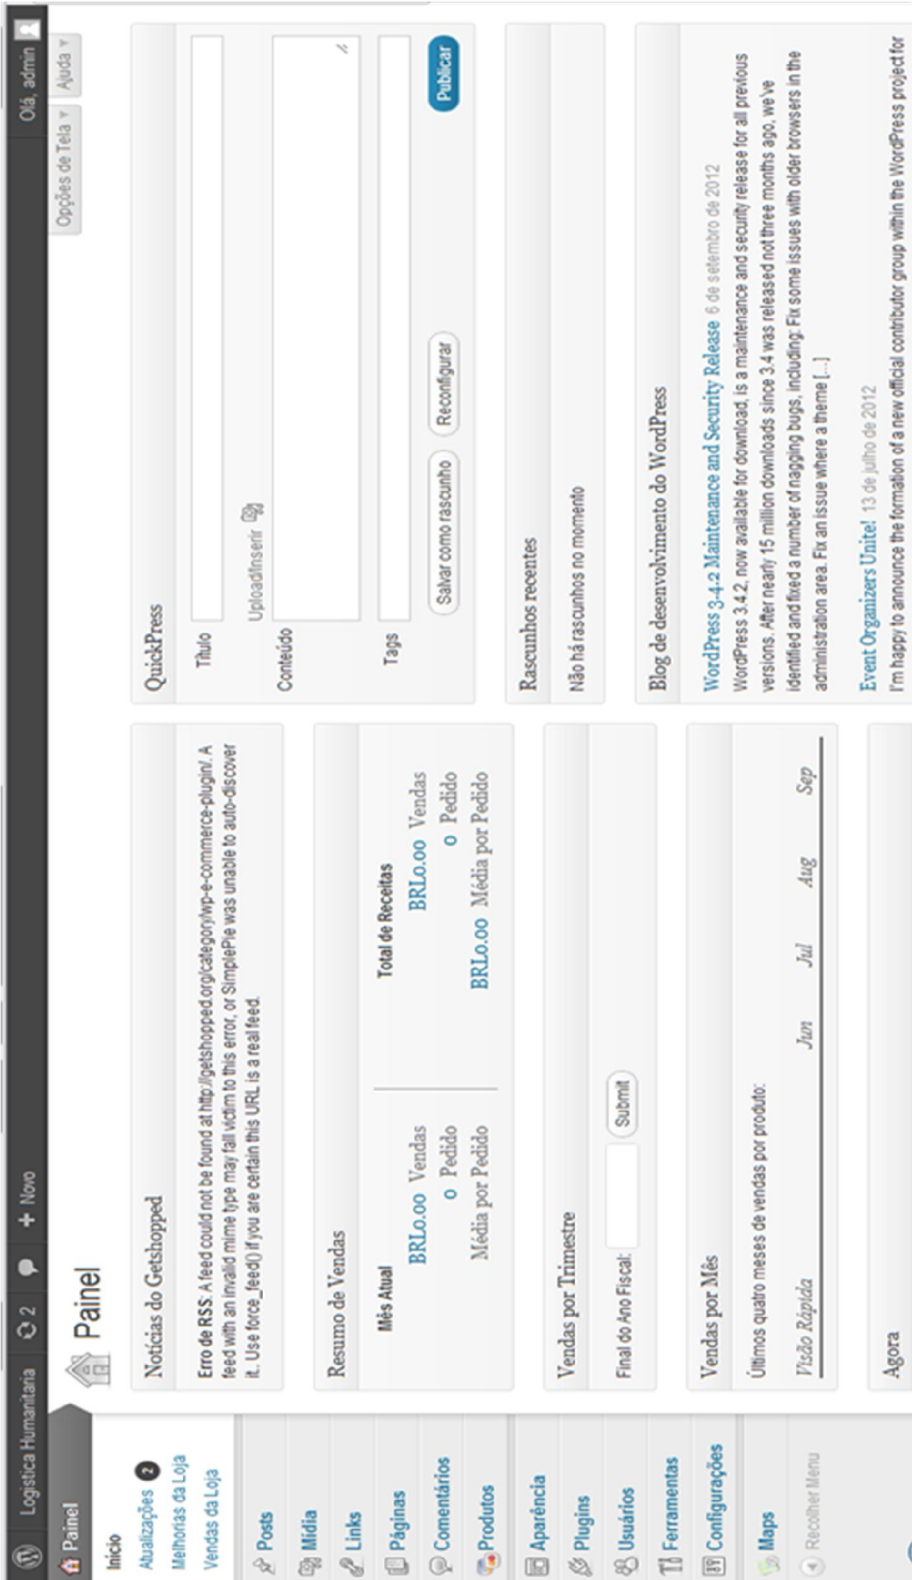 Logistica Humanitaria 2 + Novo Olá, admin
Opções de Tela Ajuda
Painel
Início
Atualizações 2
Melhorias da Loja
Vendas da Loja
Posts
Mídia
Links
Páginas
Comentários
Produtos
Aparência
Plugins
Usuários
Ferramentas
Configurações
Maps
Recolher Menu
Painel
Notícias do Getshopped
Erro de RSS: A feed could not be found at http://getshopped.org/category/wp-e-commerce-plugin/. A
feed with an invalid mime type may fall victim to this error, or SimplePie was unable to auto-discover
it.. Use force_feed() if you are certain this URL is a real feed.
Resumo de Vendas
Mês Atual
BRL0.00 Vendas
0 Pedido
Média por Pedido
Total de Receitas
BRL0.00 Vendas
0 Pedido
BRL0.00 Média por Pedido
Vendas por Trimestre
Final do Ano Fiscal: Submit
Vendas por Mês
Últimos quatro meses de vendas por produto:
Visão Rápida Jun Jul Aug Sep
Agora
QuickPress
Título
Upload/Inserir
Conteúdo
Tags
Salvar como rascunho Reconfigurar Publicar
Rascunhos recentes
Não há rascunhos no momento
Blog de desenvolvimento do WordPress
WordPress 3.4.2 Maintenance and Security Release 6 de setembro de 2012
WordPress 3.4.2, now available for download, is a maintenance and security release for all previous
versions. After nearly 15 million downloads since 3.4 was released not three months ago, we've
identified and fixed a number of nagging bugs, including: Fix some issues with older browsers in the
administration area. Fix an issue where a theme [...]
Event Organizers Unite! 13 de julho de 2012
I'm happy to announce the formation of a new official contributor group within the WordPress project for